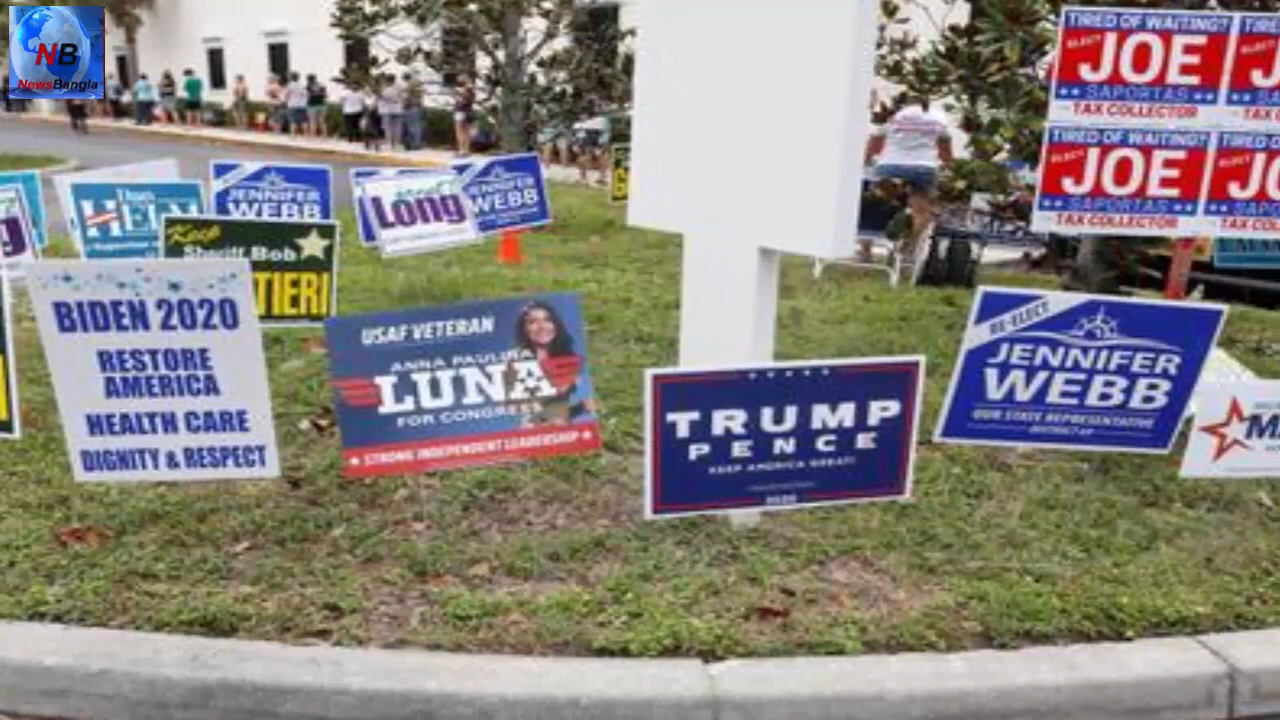 NB
NewsBangla
TIRED OF WAITING?
ELECT
JOE
SAPORTAS
TAX COLLECTOR
TIRED OF WAITING?
ELECT
JOE
SAPORTAS
TAX COLLECTOR
JENNIFER
WEBB
Long
JENNIFER
WEBB
Keep
Sheriff Bob
TIERI
BIDEN 2020
RESTORE
AMERICA
HEALTH CARE
DIGNITY & RESPECT
USAF VETERAN
ANNA PAULINA
LUNA
FOR CONGRESS
STRONG INDEPENDENT LEADERSHIP
TRUMP
PENCE
KEEP AMERICA GREAT!
2020
RE-ELECT
JENNIFER
WEBB
OUR STATE REPRESENTATIVE